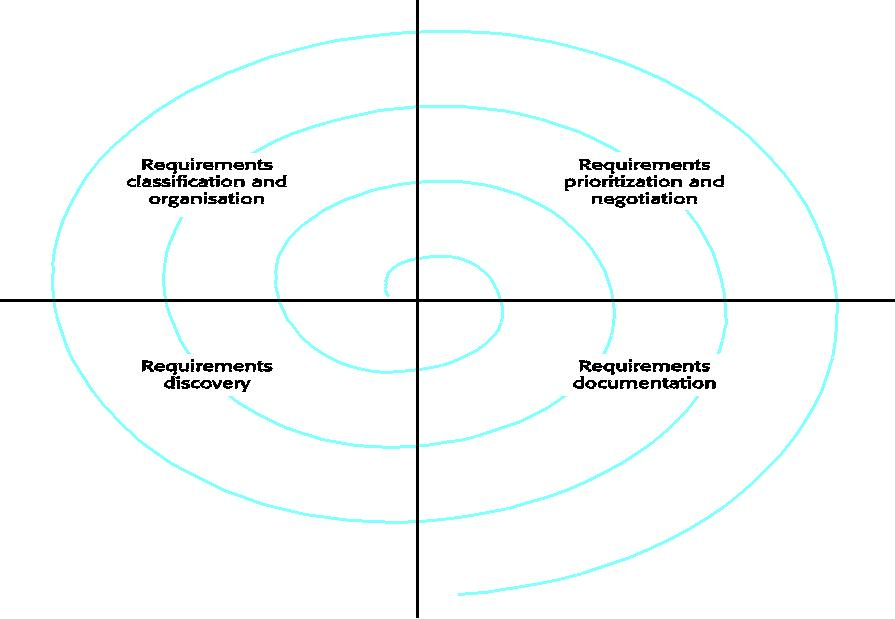 Requirements
classification and
organisation
Requirements
prioritization and
negotiation
Requirements
discovery
Requirements
documentation